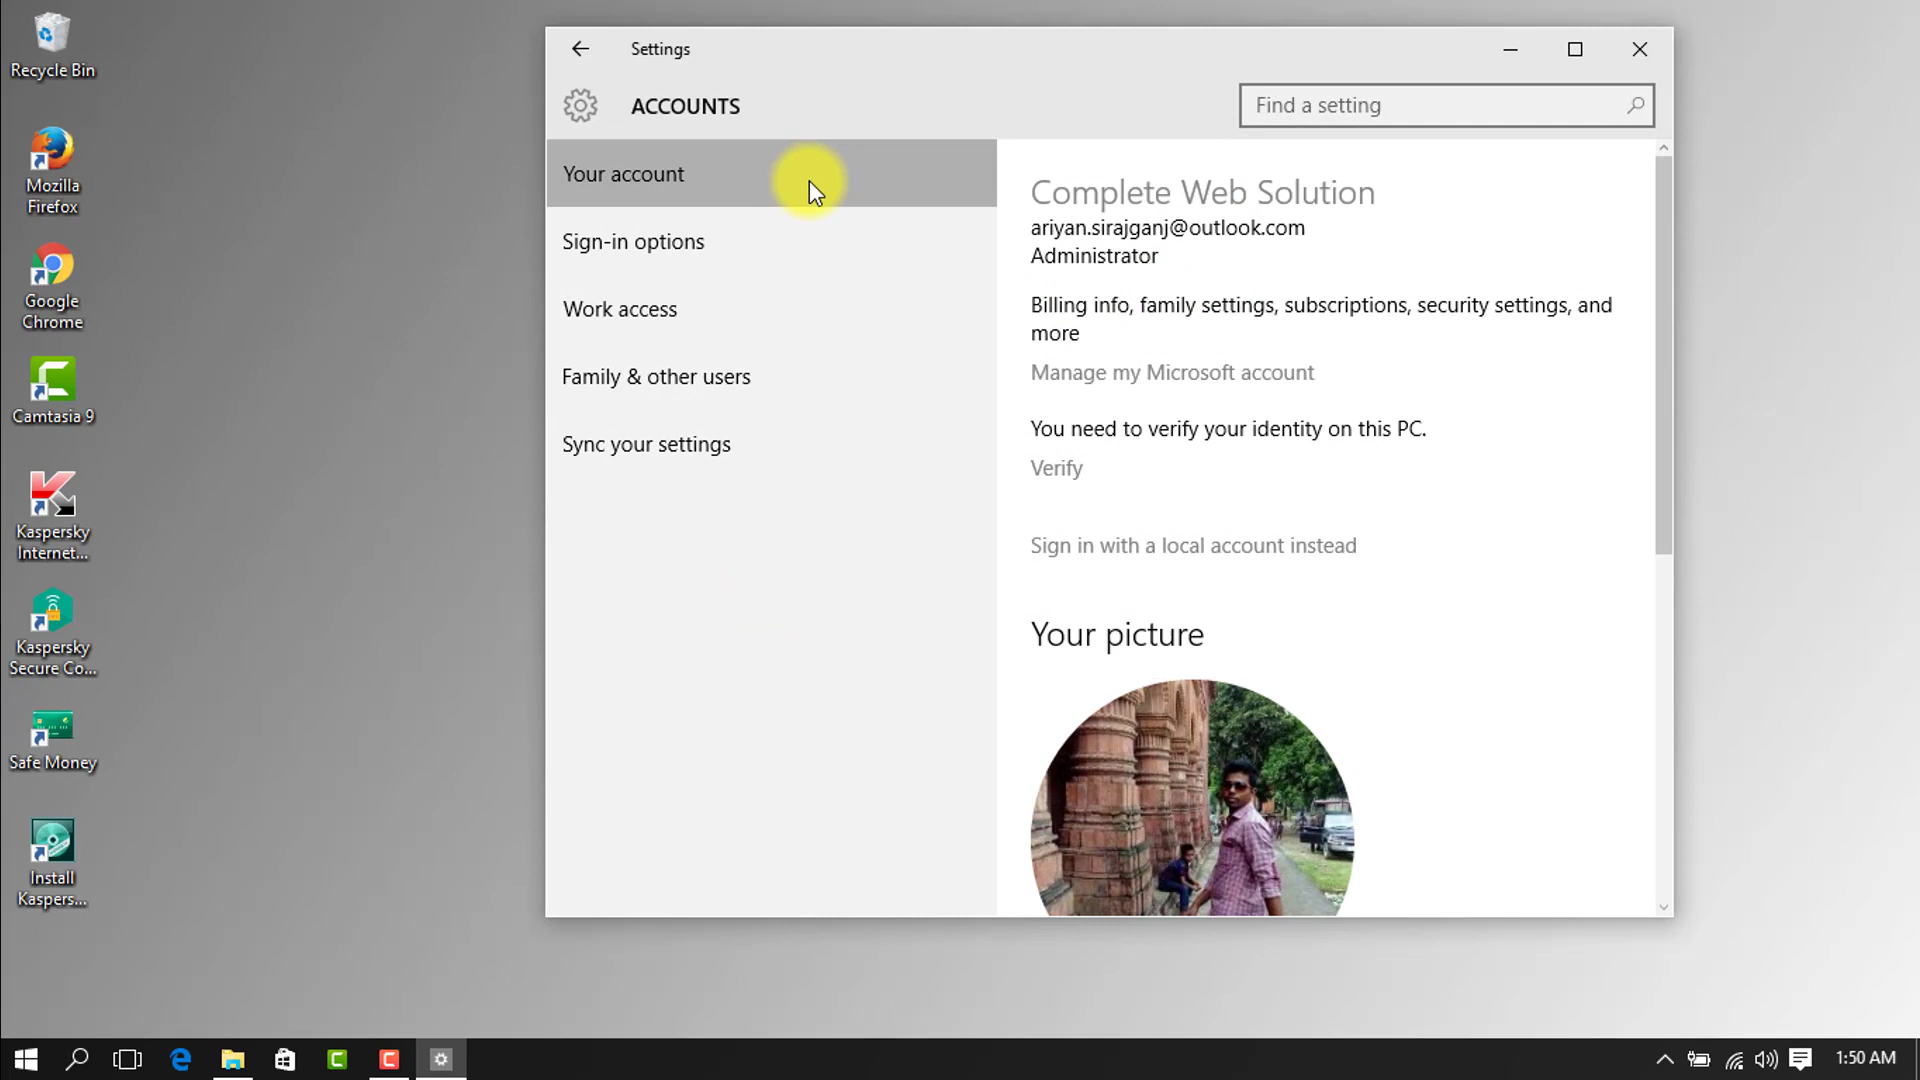 Recycle Bin
Mozilla
Firefox
Google
Chrome
Camtasia 9
Kaspersky
Internet...
Kaspersky
Secure Co...
Safe Money
Install
Kaspers...
Settings
ACCOUNTS
Find a setting
Your account
Sign-in options
Work access
Family & other users
Sync your settings
Complete Web Solution
ariyan.sirajganj@outlook.com
Administrator
Billing info, family settings, subscriptions, security settings, and
more
Manage my Microsoft account
You need to verify your identity on this PC.
Verify
Sign in with a local account instead
Your picture
1:50 AM